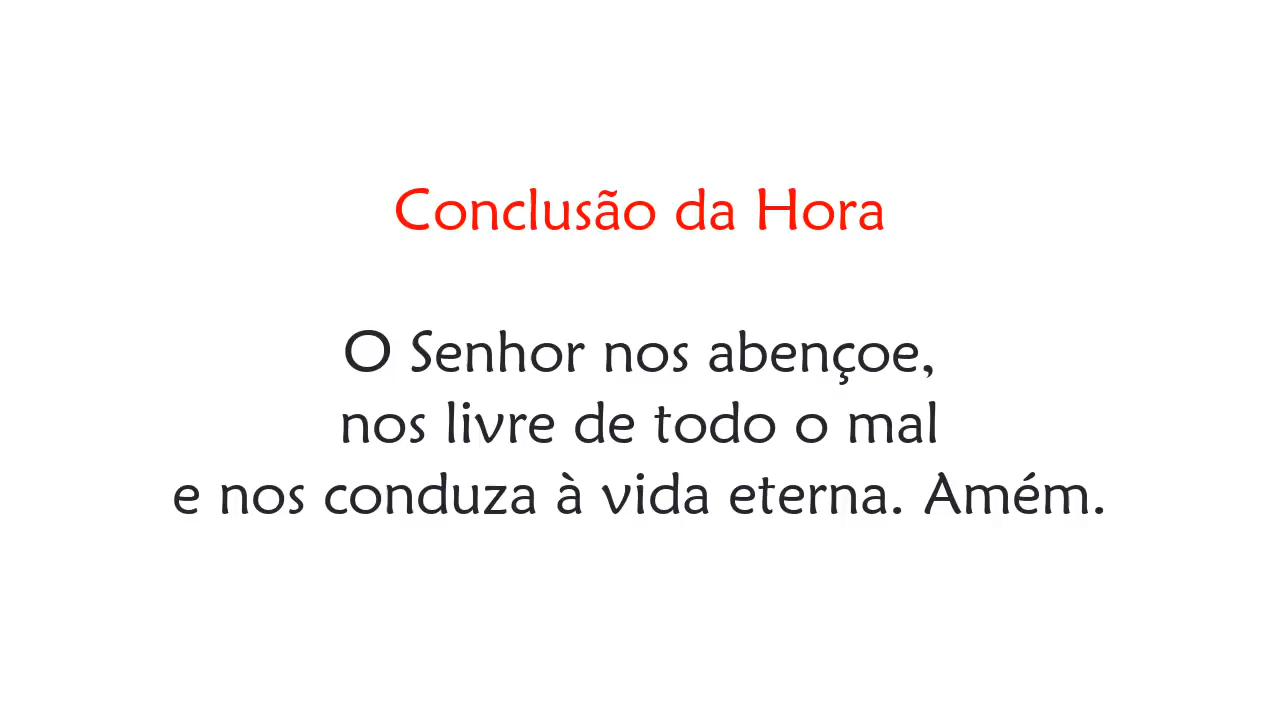 Conclusão da Hora
O Senhor nos abençoe,
nos livre de todo o mal
e nos conduza à vida eterna. Amém.